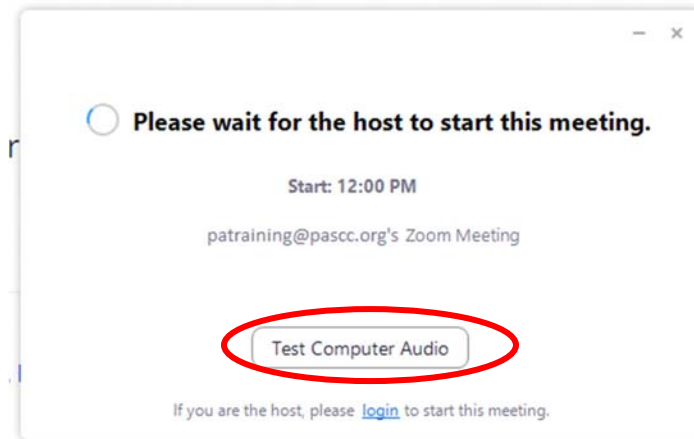 Please wait for the host to start this meeting.
r
Start: 12:00 PM
patraining@pascc.org's Zoom Meeting
Test Computer Audio
If you are the host, please login to start this meeting.